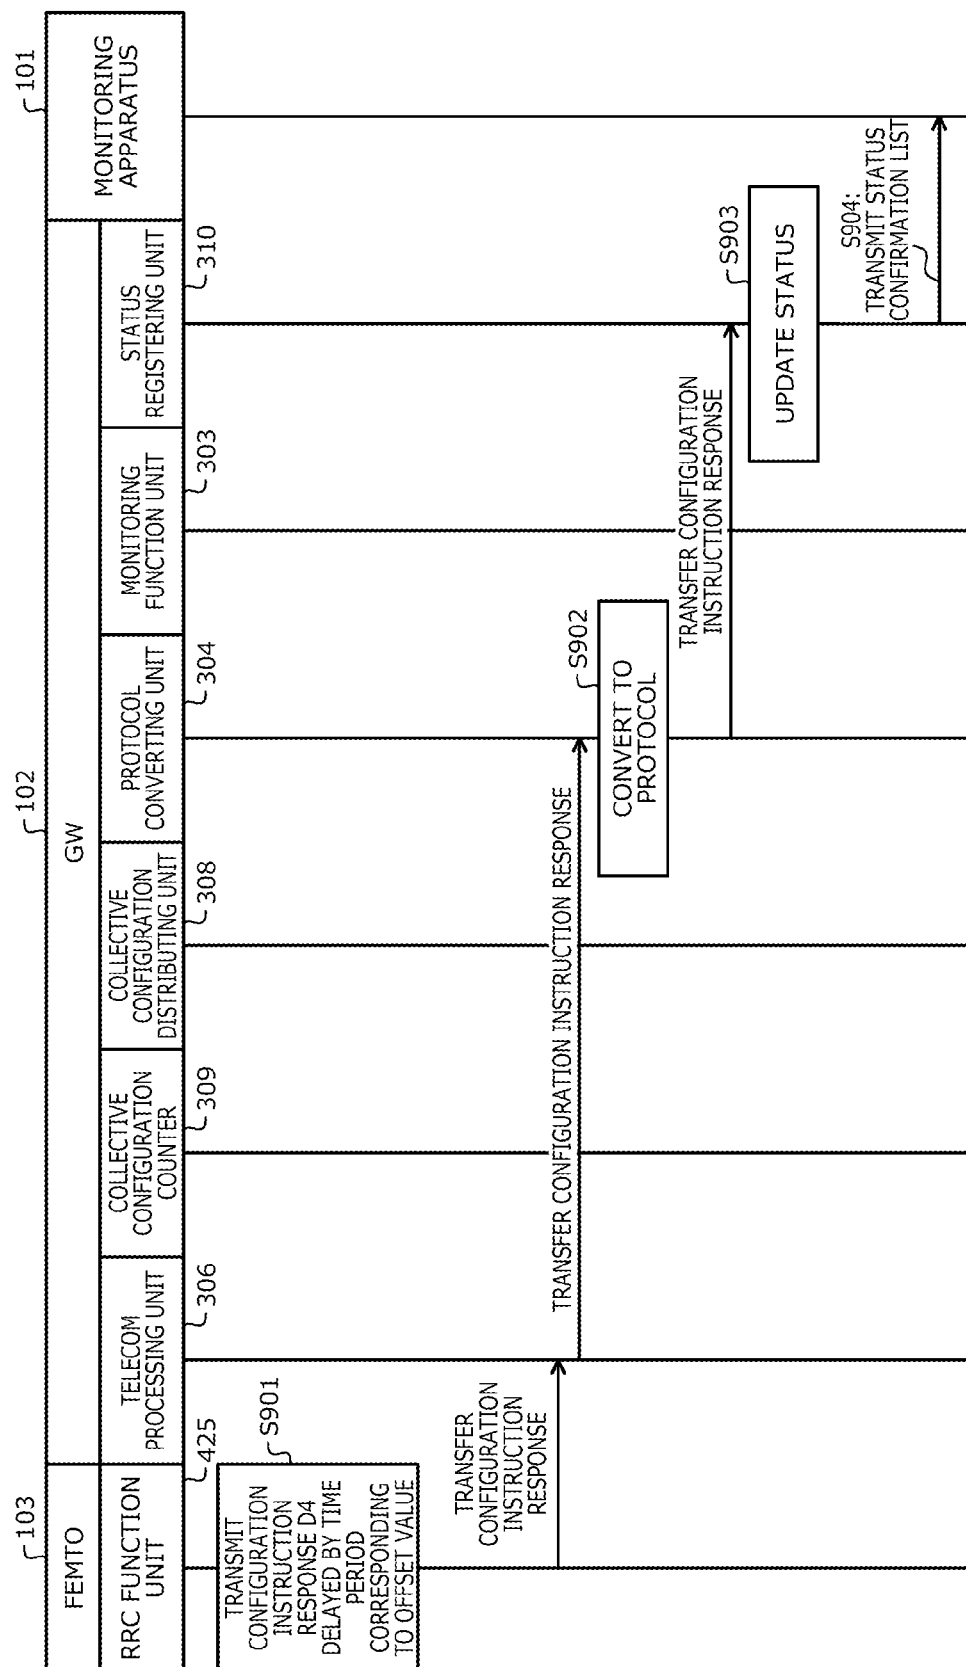 103
102
101
FEMTO
GW
MONITORING
APPARATUS
RRC FUNCTION
UNIT
TELECOM
PROCESSING UNIT
COLLECTIVE
CONFIGURATION
COUNTER
COLLECTIVE
CONFIGURATION
DISTRIBUTING UNIT
PROTOCOL
CONVERTING UNIT
MONITORING
FUNCTION UNIT
STATUS
REGISTERING UNIT
425
306
309
308
304
303
310
S901
TRANSMIT
CONFIGURATION
INSTRUCTION
RESPONSE D4
DELAYED BY TIME
PERIOD
CORRESPONDING
TO OFFSET VALUE
TRANSFER
CONFIGURATION
INSTRUCTION
RESPONSE
TRANSFER CONFIGURATION INSTRUCTION RESPONSE
S902
CONVERT TO
PROTOCOL
TRANSFER CONFIGURATION
INSTRUCTION RESPONSE
S903
UPDATE STATUS
S904:
TRANSMIT STATUS
CONFIRMATION LIST